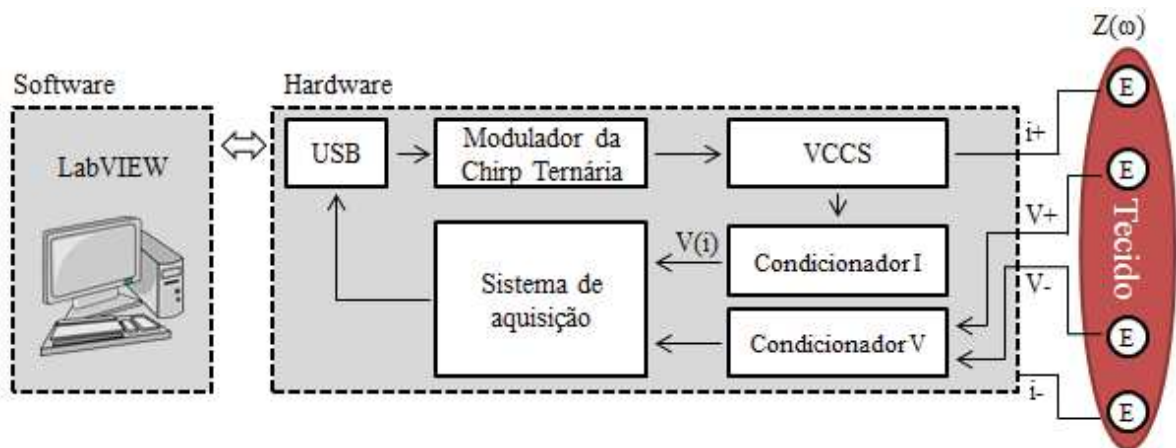 Z(ω)
Software
Hardware
LabVIEW
USB
Modulador da
Chirp Ternária
VCCS
i+
E
E
V+
V(i)
Condicionador I
Sistema de
aquisição
V-
Tecido
Condicionador V
E
i-
E